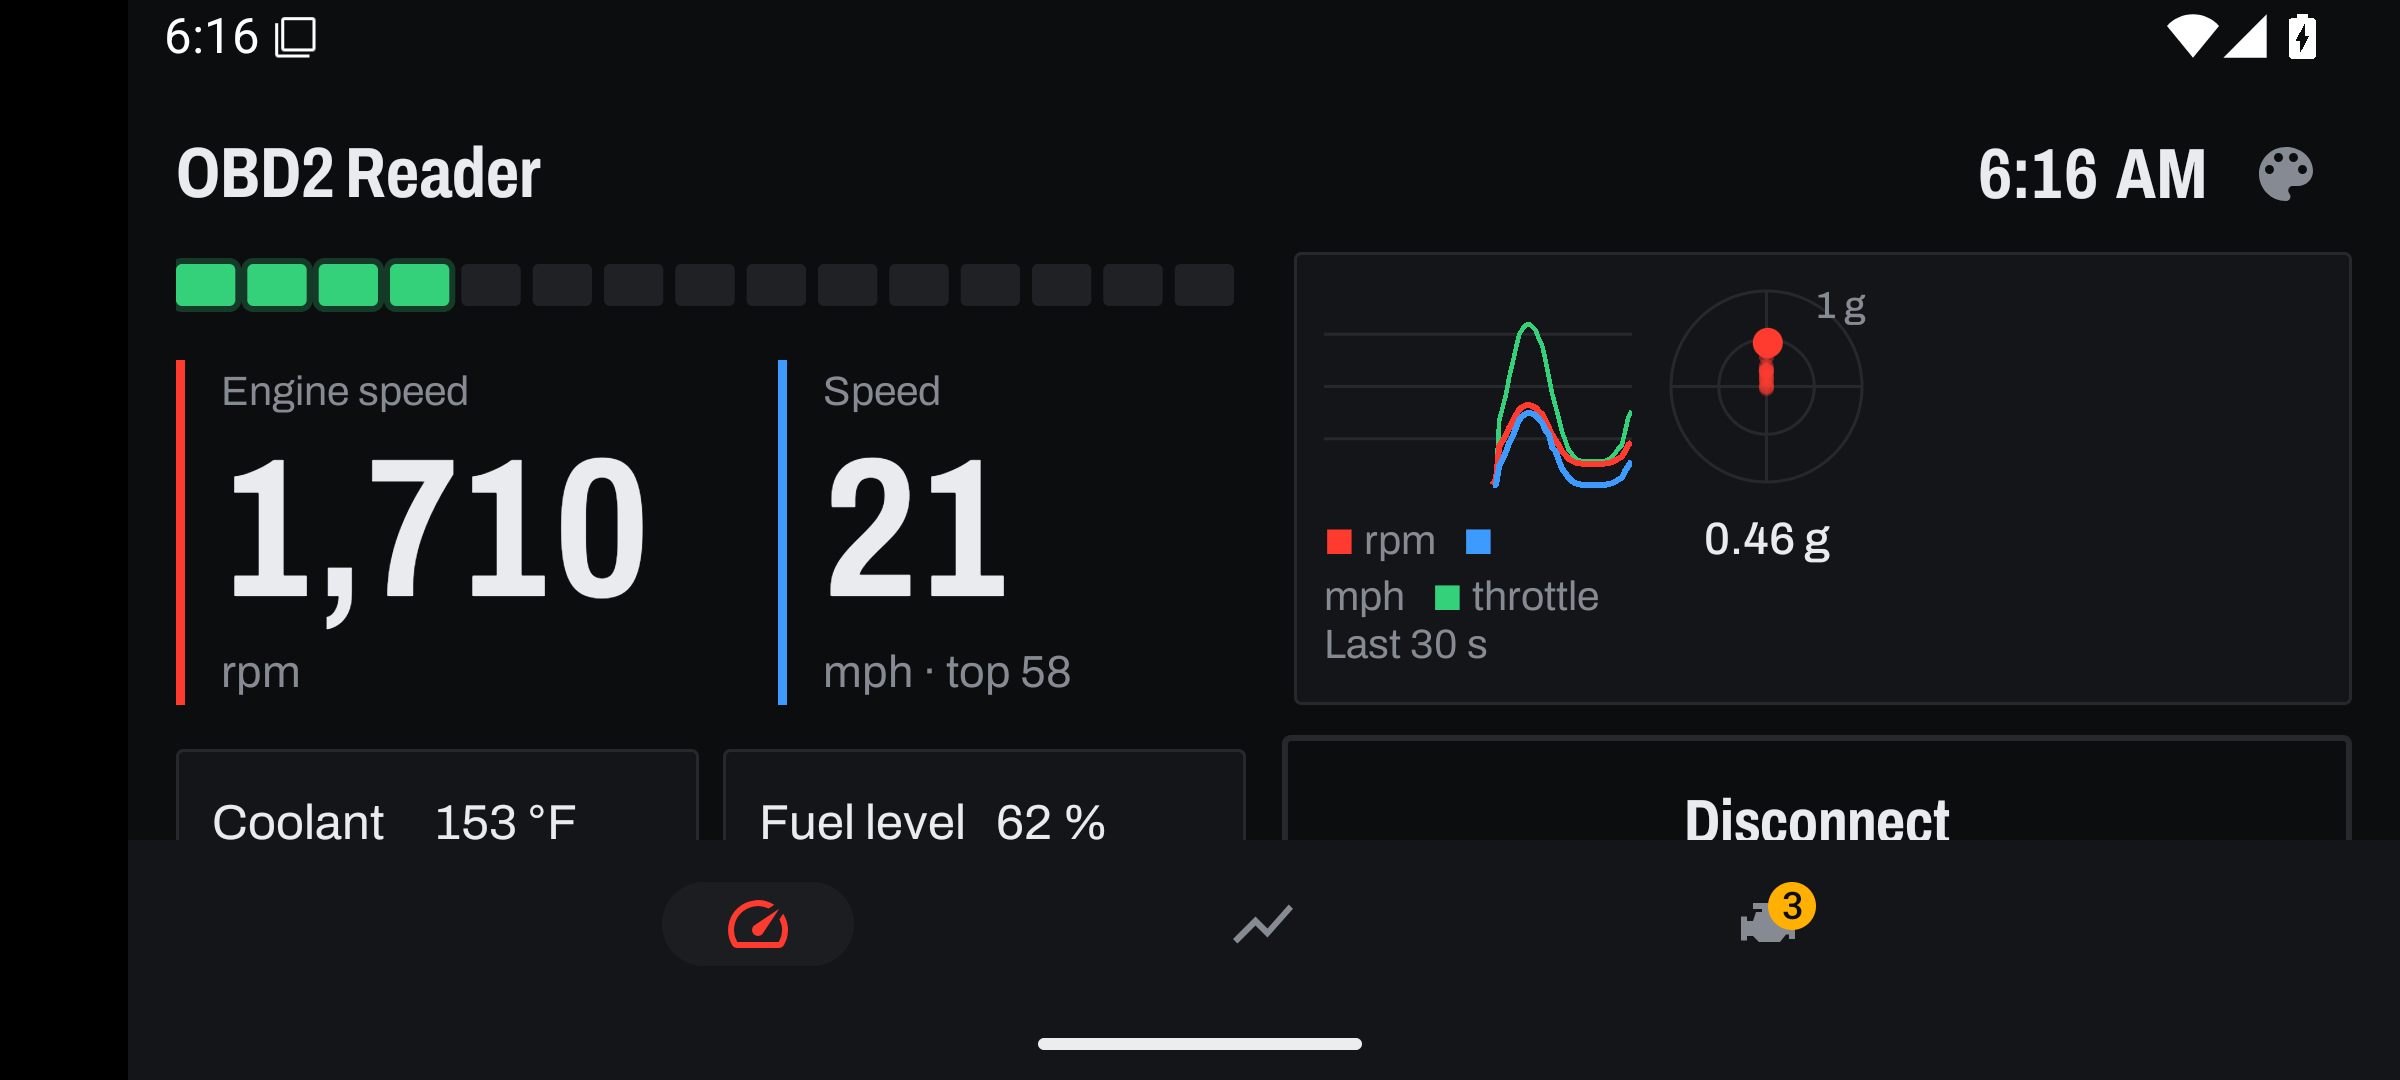 6:16
OBD2 Reader
6:16 AM
Engine speed
1,710
rpm
Speed
21
mph · top 58
1 g
0.46 g
rpm
mph throttle
Last 30 s
Coolant 153 °F
Fuel level 62 %
Disconnect
3